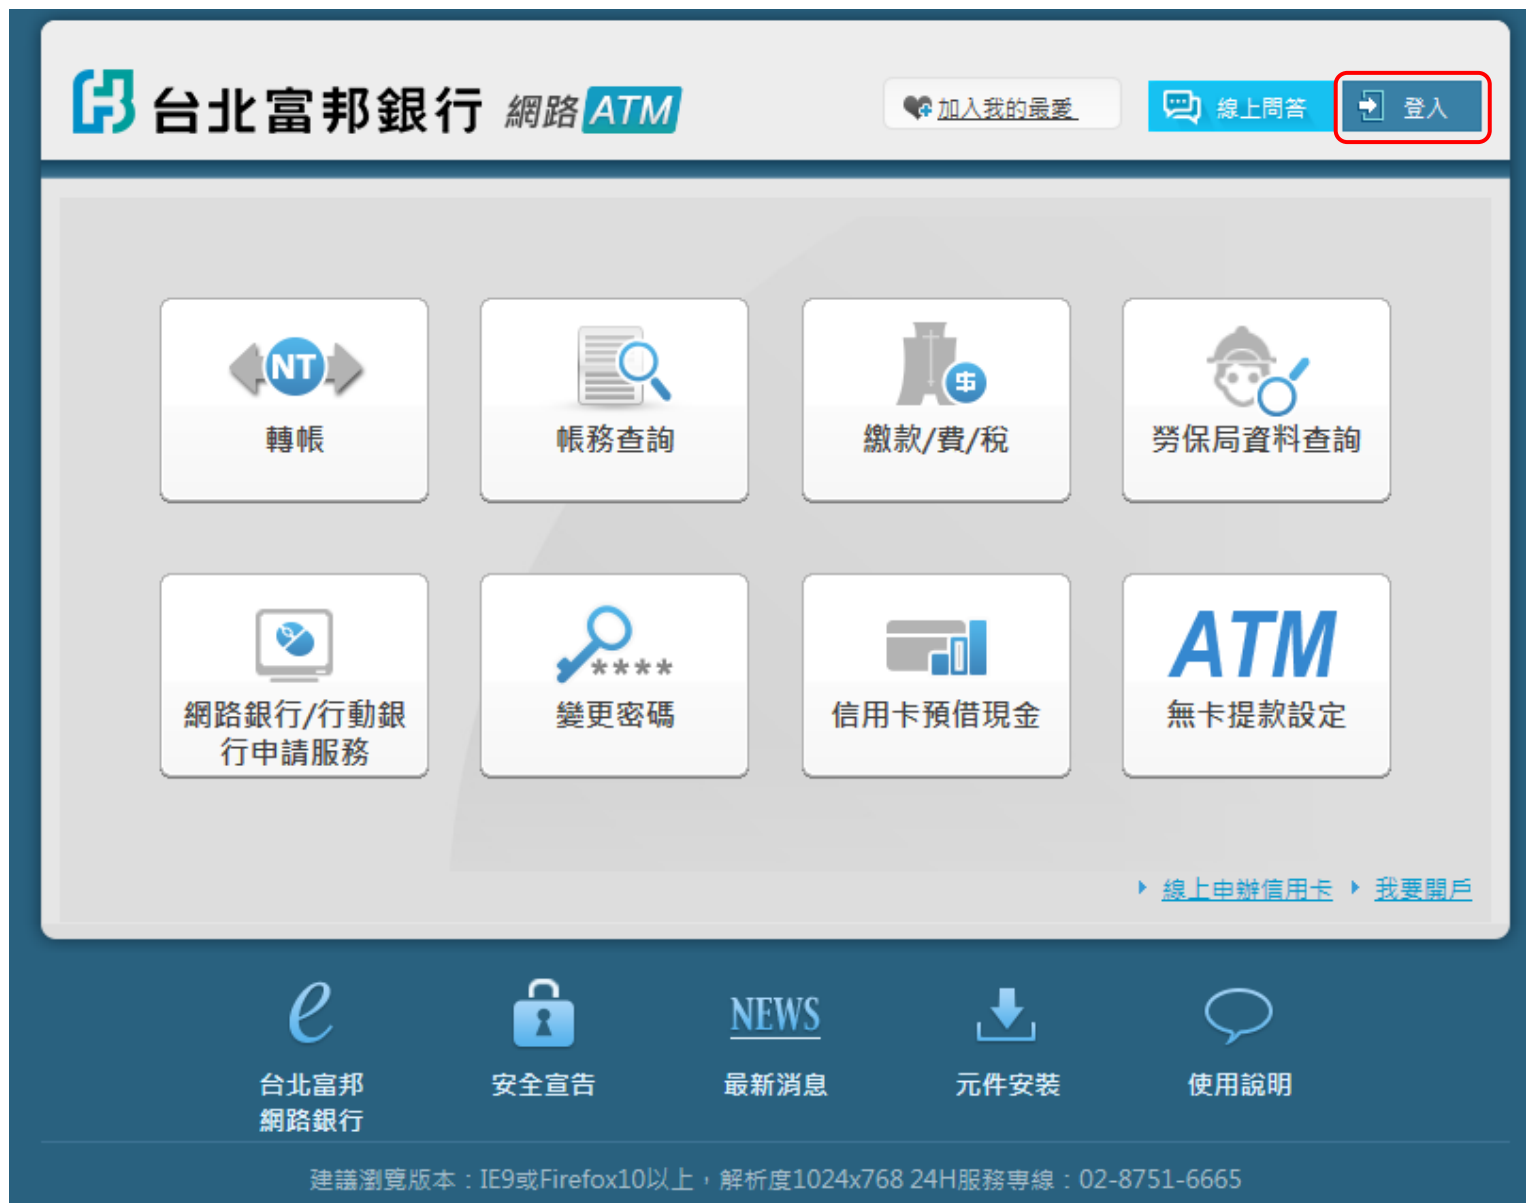 台北富邦銀行 網路 ATM
加入我的最愛
線上問答
登入
NT
轉帳
帳務查詢
繳款/費/稅
勞保局資料查詢
網路銀行/行動銀
行申請服務
****
變更密碼
信用卡預借現金
ATM
無卡提款設定
線上申辦信用卡
我要開戶
e
台北富邦
網路銀行
安全宣告
NEWS
最新消息
元件安裝
使用說明
建議瀏覽版本：IE9或Firefox10以上，解析度1024x768 24H服務專線：02-8751-6665